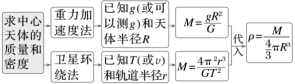 求中心
天体的
质量和
密度
重力加
速度法
已知g(或可
以测g)和天
体半径R
M=gR²/G
卫星环
绕法
已知T(或v)
和轨道半径r
M=4π²r³/GT²
代入
ρ=M/(4/3 πR³)